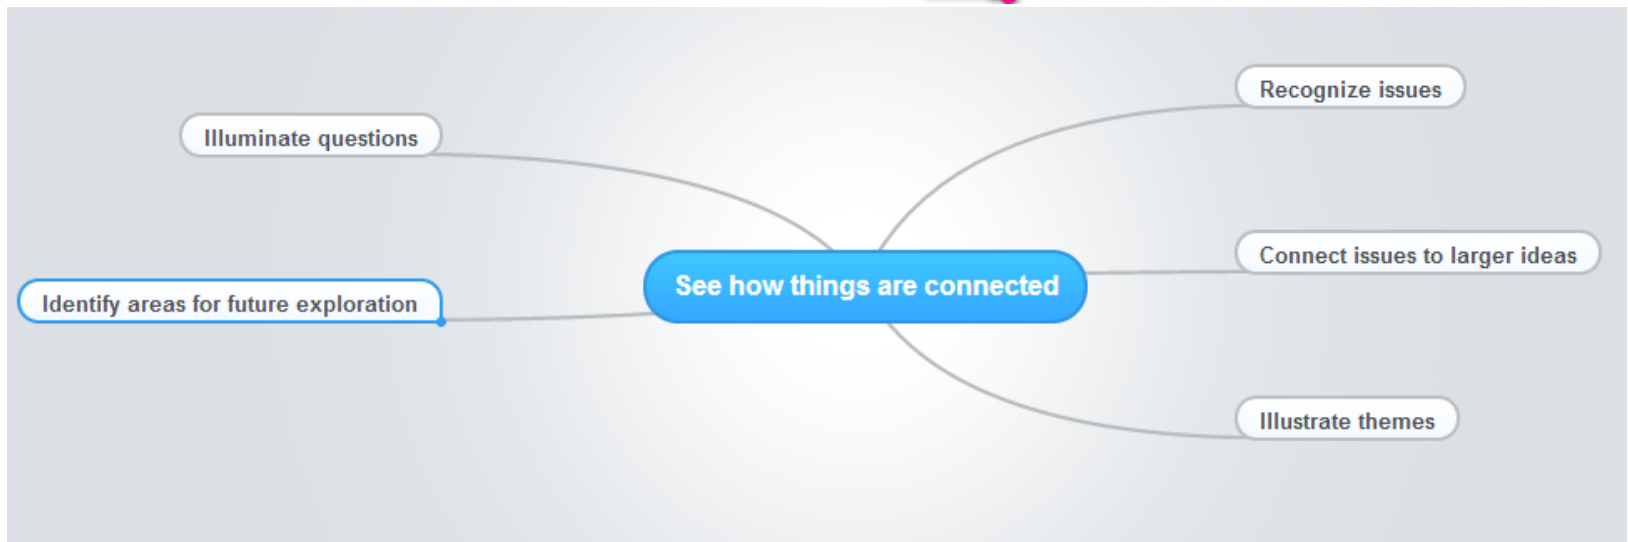 Recognize issues
Illuminate questions
Connect issues to larger ideas
See how things are connected
Identify areas for future exploration
Illustrate themes